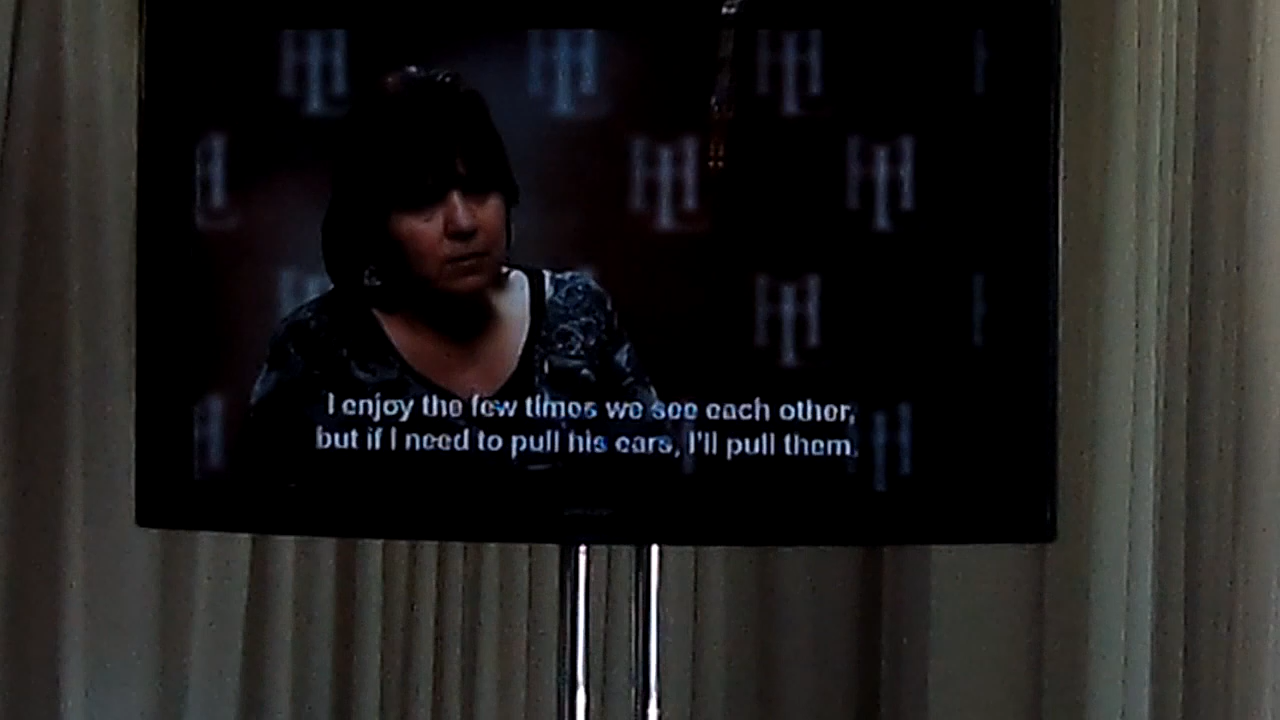 I enjoy the few times we see each other,
but if I need to pull his ears, I'll pull them.